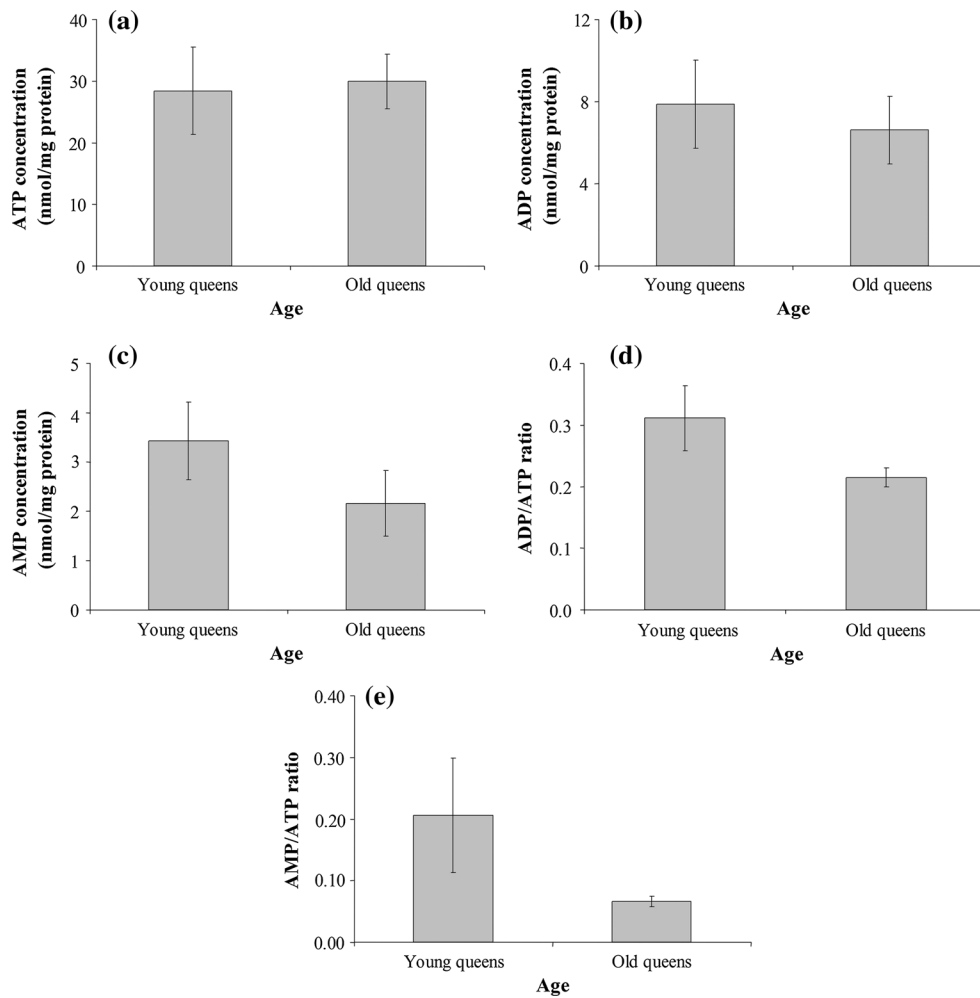 (a)
ATP concentration
(nmol/mg protein)
40
30
20
10
0
Young queens
Old queens
Age
(b)
ADP concentration
(nmol/mg protein)
12
8
4
0
Young queens
Old queens
Age
(c)
AMP concentration
(nmol/mg protein)
5
4
3
2
1
0
Young queens
Old queens
Age
(d)
ADP/ATP ratio
0.4
0.3
0.2
0.1
0.0
Young queens
Old queens
Age
(e)
AMP/ATP ratio
0.40
0.30
0.20
0.10
0.00
Young queens
Old queens
Age